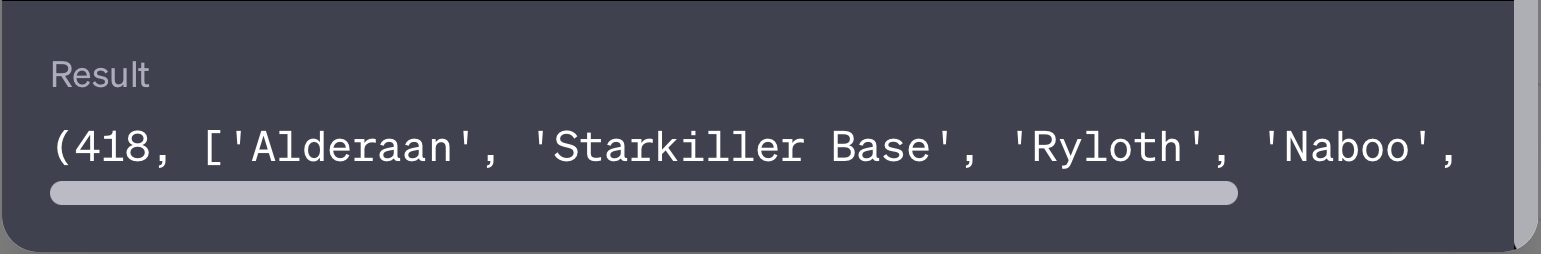 Result
(418, ['Alderaan', 'Starkiller Base', 'Ryloth', 'Naboo',